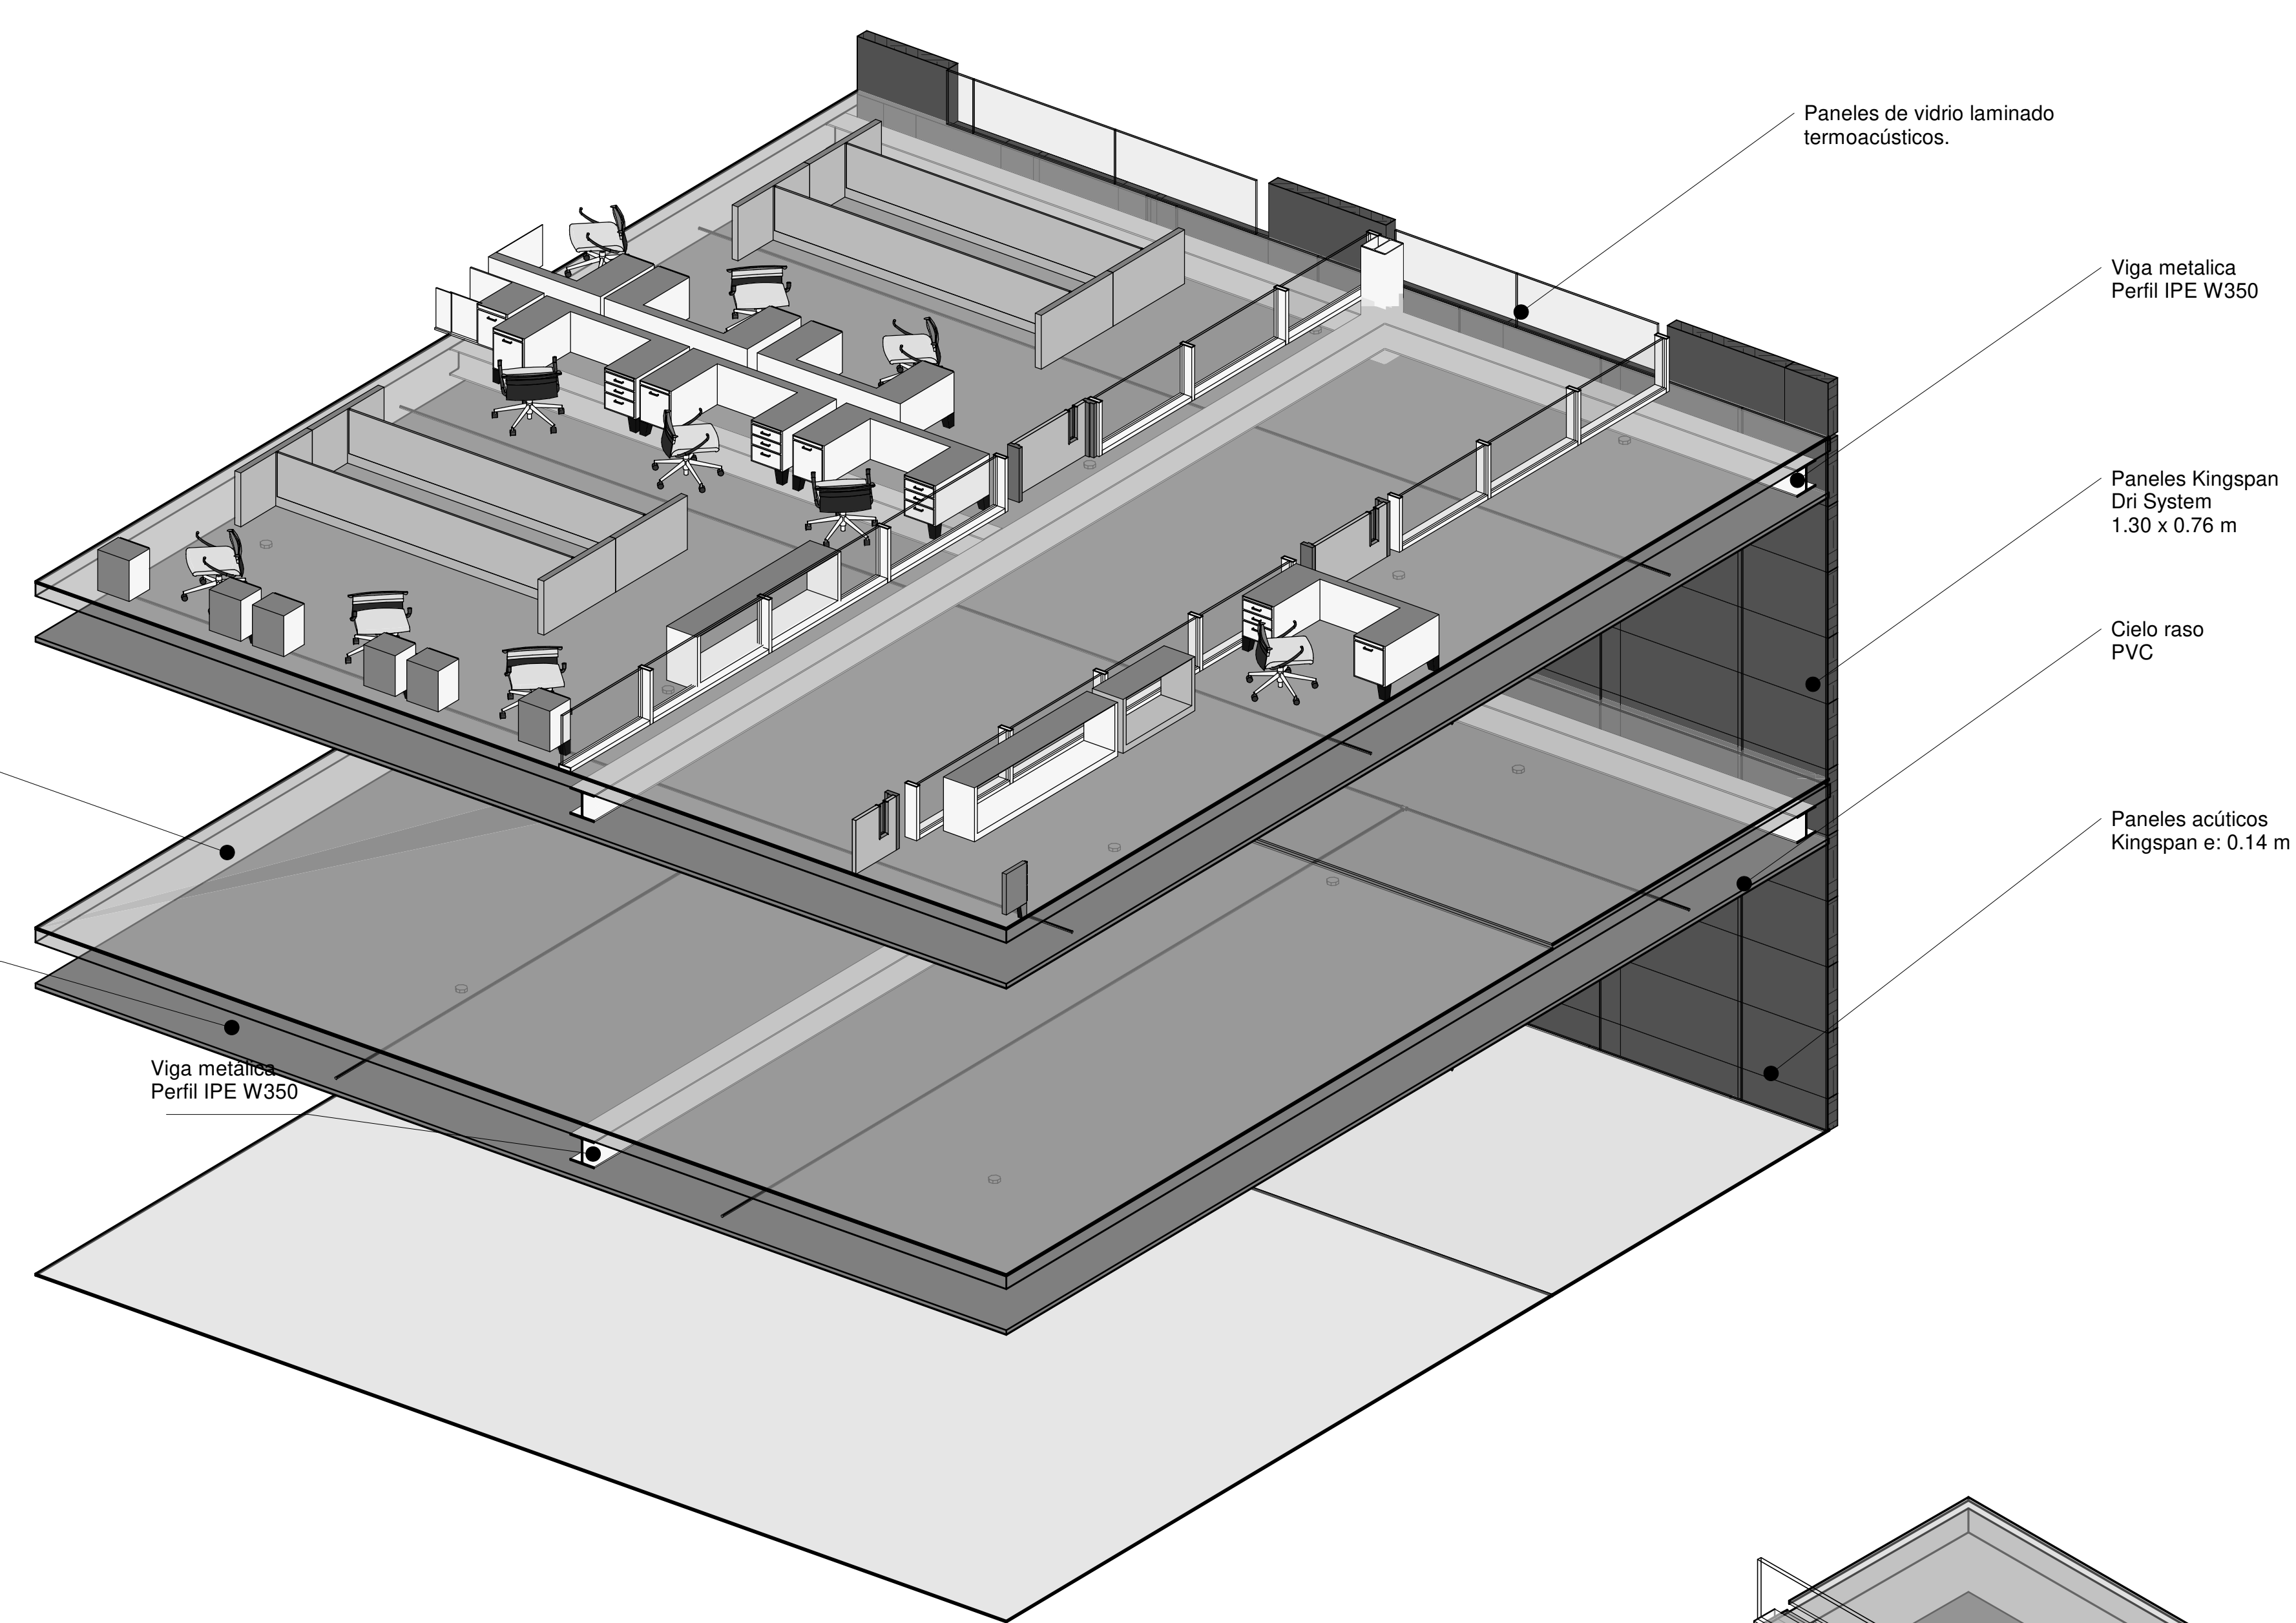 Paneles de vidrio laminado
termoacústicos.
Viga metalica
Perfil IPE W350
Paneles Kingspan
Dri System
1.30 x 0.76 m
Cielo raso
PVC
Paneles acúticos
Kingspan e: 0.14 m
Viga metálica
Perfil IPE W350